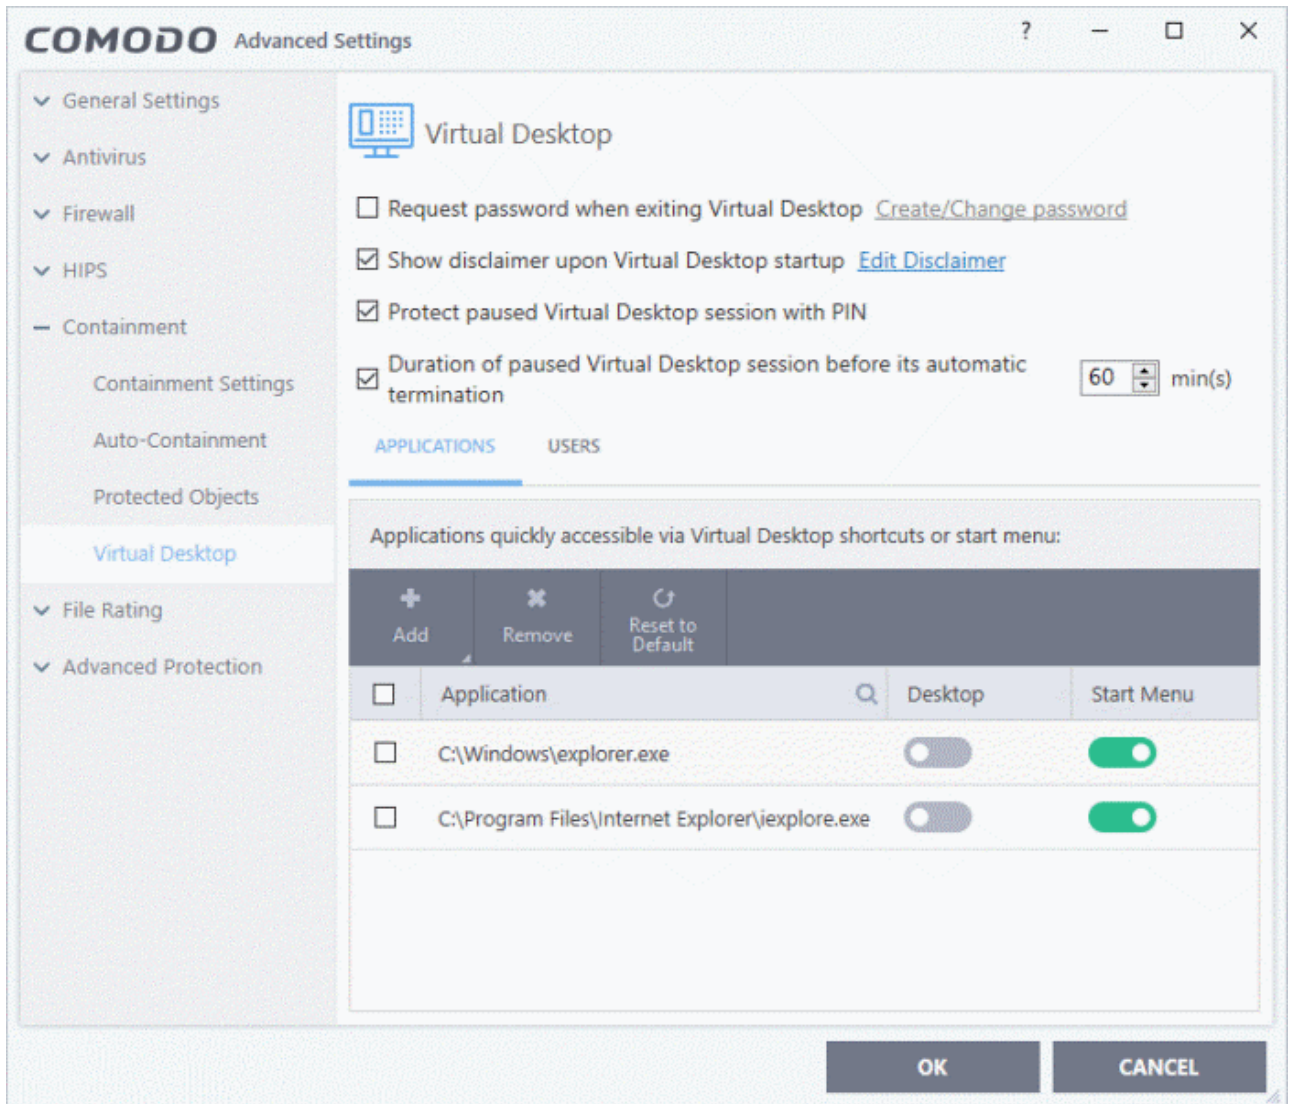 COMODO Advanced Settings
?
General Settings
Antivirus
Firewall
HIPS
Containment
Containment Settings
Auto-Containment
Protected Objects
Virtual Desktop
File Rating
Advanced Protection
Virtual Desktop
Request password when exiting Virtual Desktop Create/Change password
Show disclaimer upon Virtual Desktop startup Edit Disclaimer
Protect paused Virtual Desktop session with PIN
Duration of paused Virtual Desktop session before its automatic
termination
60 min(s)
APPLICATIONS USERS
Applications quickly accessible via Virtual Desktop shortcuts or start menu:
Add Remove Reset to
Default
Application Desktop Start Menu
C:\Windows\explorer.exe
C:\Program Files\Internet Explorer\iexplore.exe
OK CANCEL